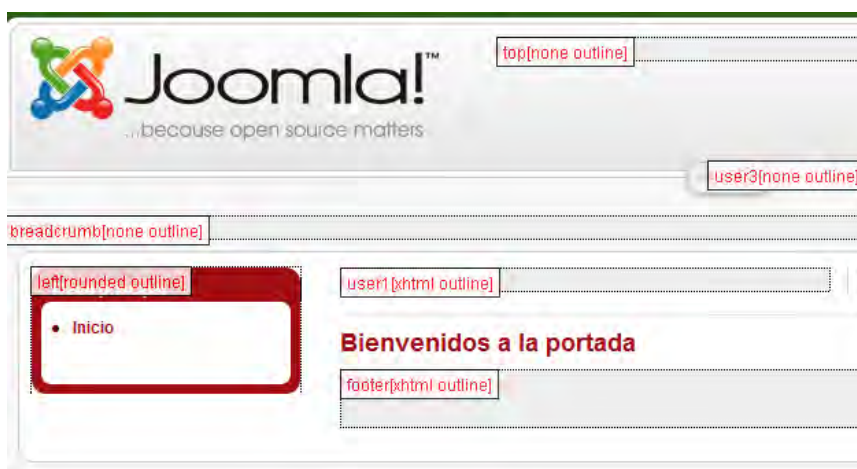 Joomla!™
top[none outline]
...because open source matters
user3[none outline]
breadcrumb[none outline]
left[rounded outline]
user1[xhtml outline]
• Inicio
Bienvenidos a la portada
footer[xhtml outline]